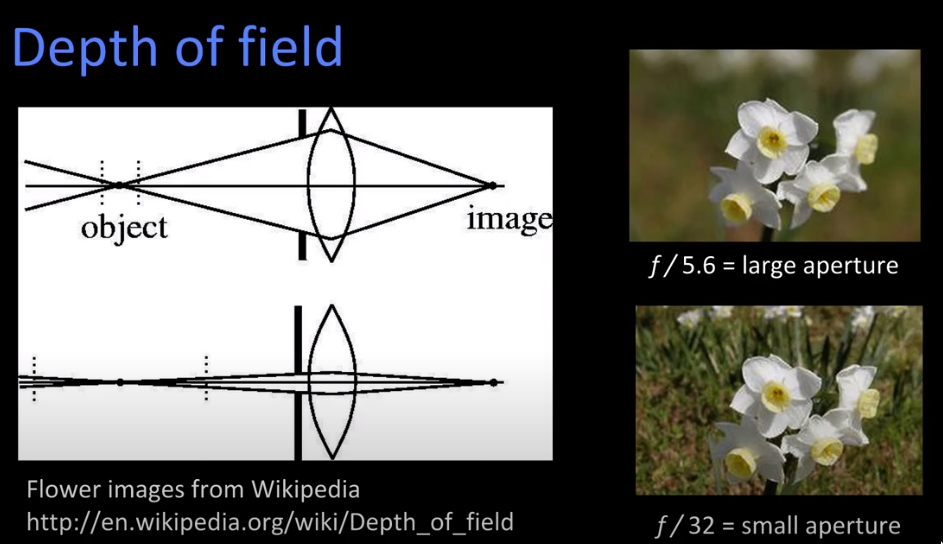 Depth of field
object
image
f / 5.6 = large aperture
Flower images from Wikipedia
http://en.wikipedia.org/wiki/Depth_of_field
f / 32 = small aperture